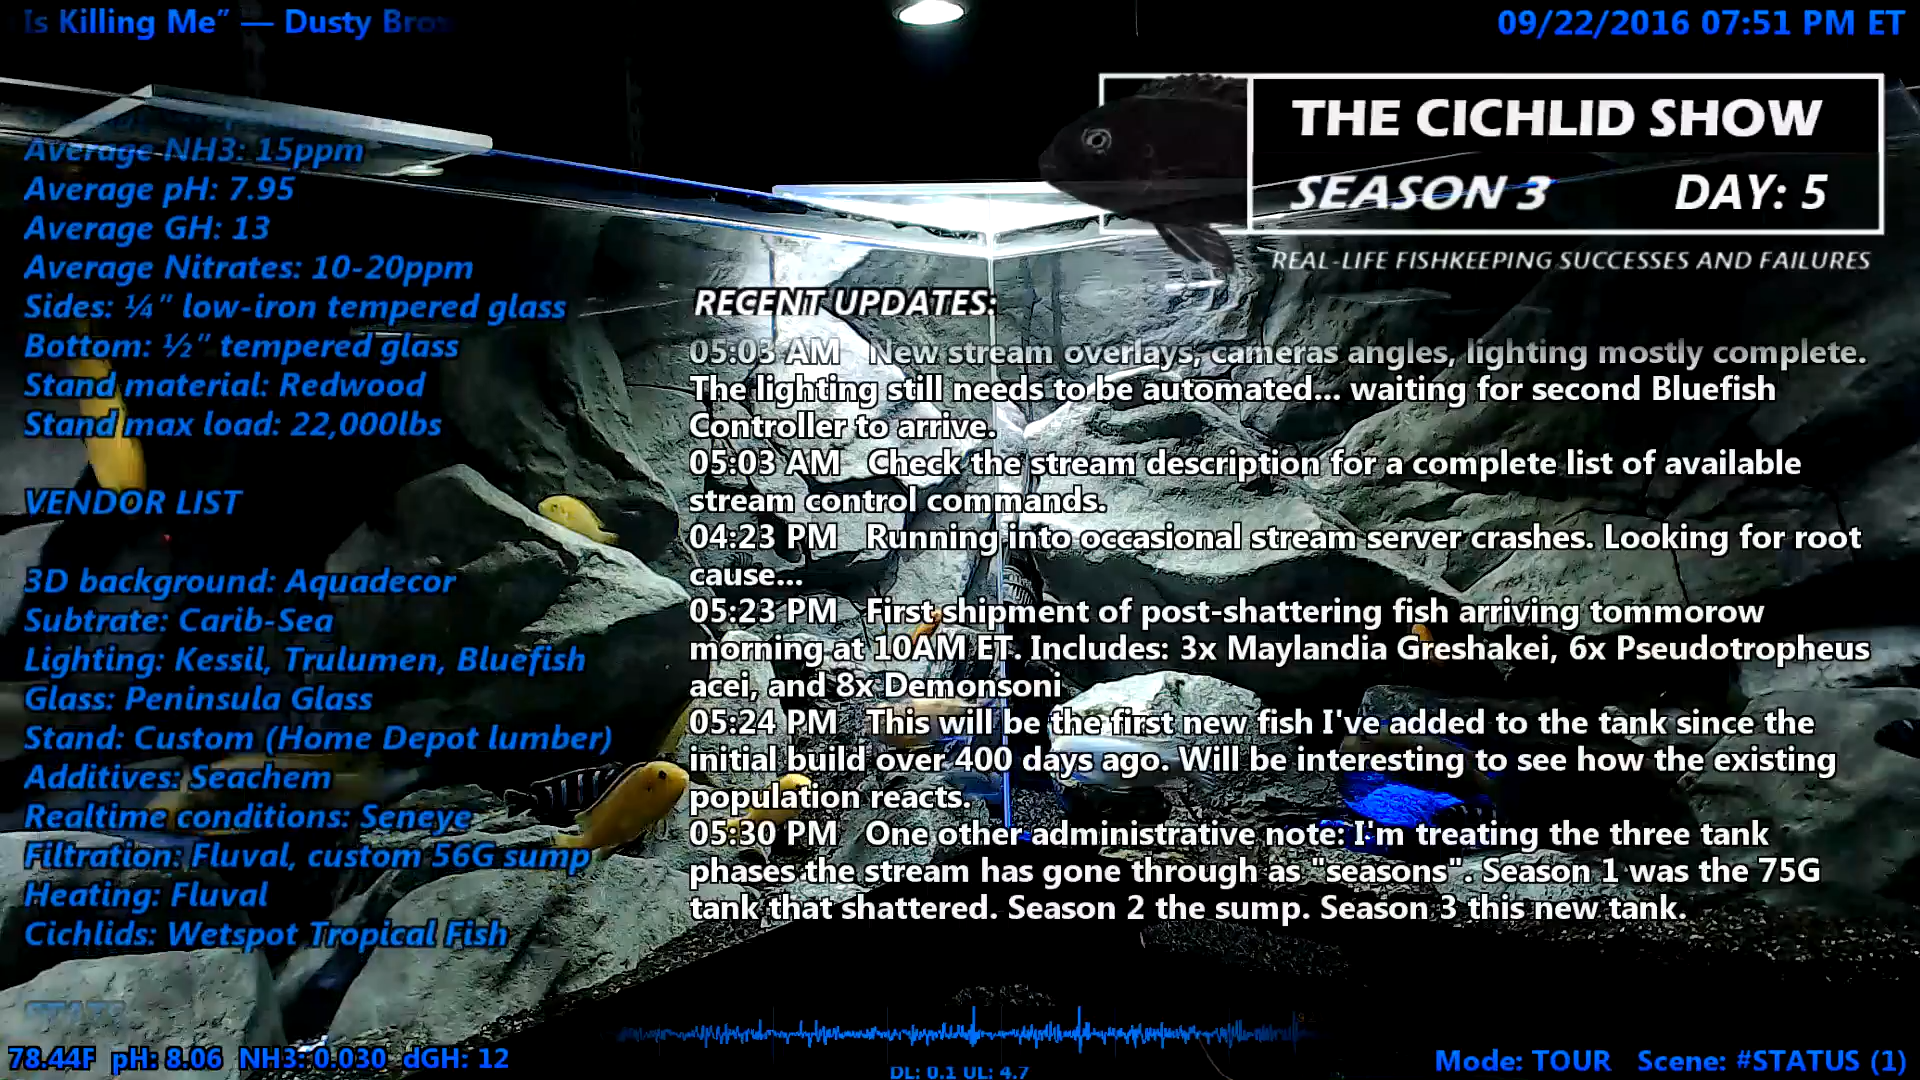 Is Killing Me” — Dusty Bro
09/22/2016 07:51 PM ET
THE CICHLID SHOW
SEASON 3 DAY: 5
REAL-LIFE FISHKEEPING SUCCESSES AND FAILURES
Average NH3: 15ppm
Average pH: 7.95
Average GH: 13
Average Nitrates: 10-20ppm
Sides: ¼” low-iron tempered glass
Bottom: ½” tempered glass
Stand material: Redwood
Stand max load: 22,000lbs
VENDOR LIST
3D background: Aquadecor
Subtrate: Carib-Sea
Lighting: Kessil, Trulumen, Bluefish
Glass: Peninsula Glass
Stand: Custom (Home Depot lumber)
Additives: Seachem
Realtime conditions: Seneye
Filtration: Fluval, custom 56G sump
Heating: Fluval
Cichlids: Wetspot Tropical Fish
RECENT UPDATES:
05:03 AM New stream overlays, cameras angles, lighting mostly complete.
The lighting still needs to be automated... waiting for second Bluefish
Controller to arrive.
05:03 AM Check the stream description for a complete list of available
stream control commands.
04:23 PM Running into occasional stream server crashes. Looking for root
cause...
05:23 PM First shipment of post-shattering fish arriving tommorow
morning at 10AM ET. Includes: 3x Maylandia Greshakei, 6x Pseudotropheus
acei, and 8x Demonsoni
05:24 PM This will be the first new fish I've added to the tank since the
initial build over 400 days ago. Will be interesting to see how the existing
population reacts.
05:30 PM One other administrative note: I'm treating the three tank
phases the stream has gone through as "seasons". Season 1 was the 75G
tank that shattered. Season 2 the sump. Season 3 this new tank.
78.44F pH: 8.06 NH3: 0.030 dGH: 12
DL: 0.1 UL: 4.7
Mode: TOUR Scene: #STATUS (1)